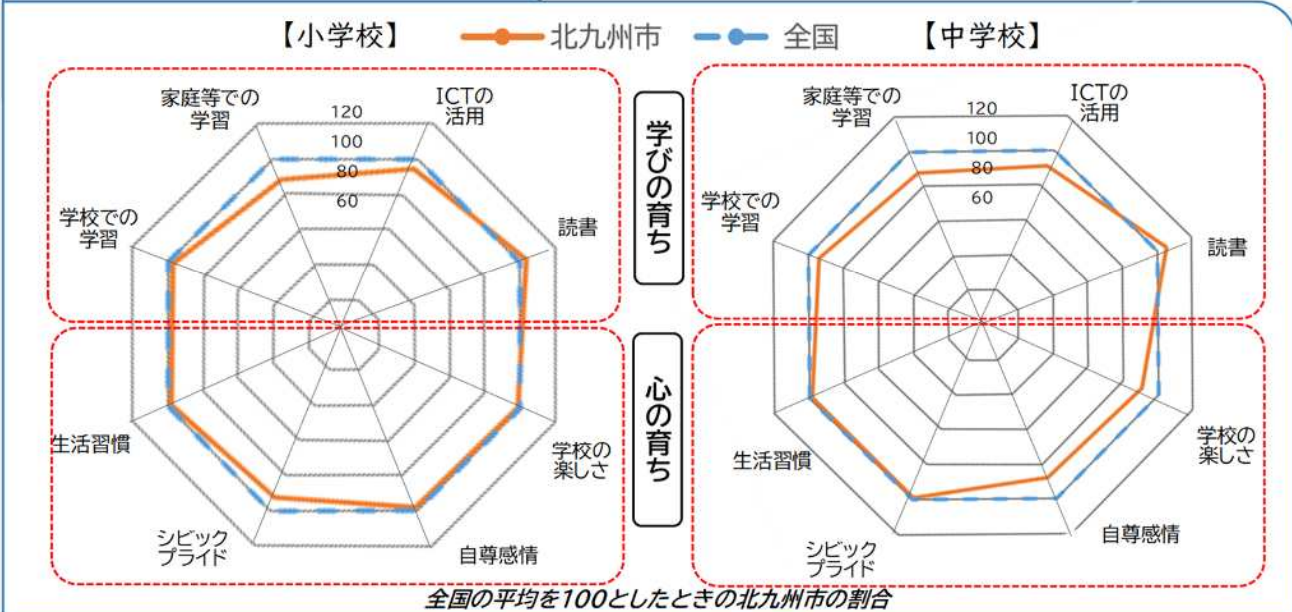 【小学校】 北九州市 全国 【中学校】
家庭等での
学習
ICTの
活用
120
100
80
60
学校での
学習
読書
生活習慣
学校の
楽しさ
シビック
プライド
自尊感情
学びの育ち
心の育ち
家庭等での
学習
ICTの
活用
120
100
80
60
学校での
学習
読書
生活習慣
学校の
楽しさ
シビック
プライド
自尊感情
全国の平均を100としたときの北九州市の割合